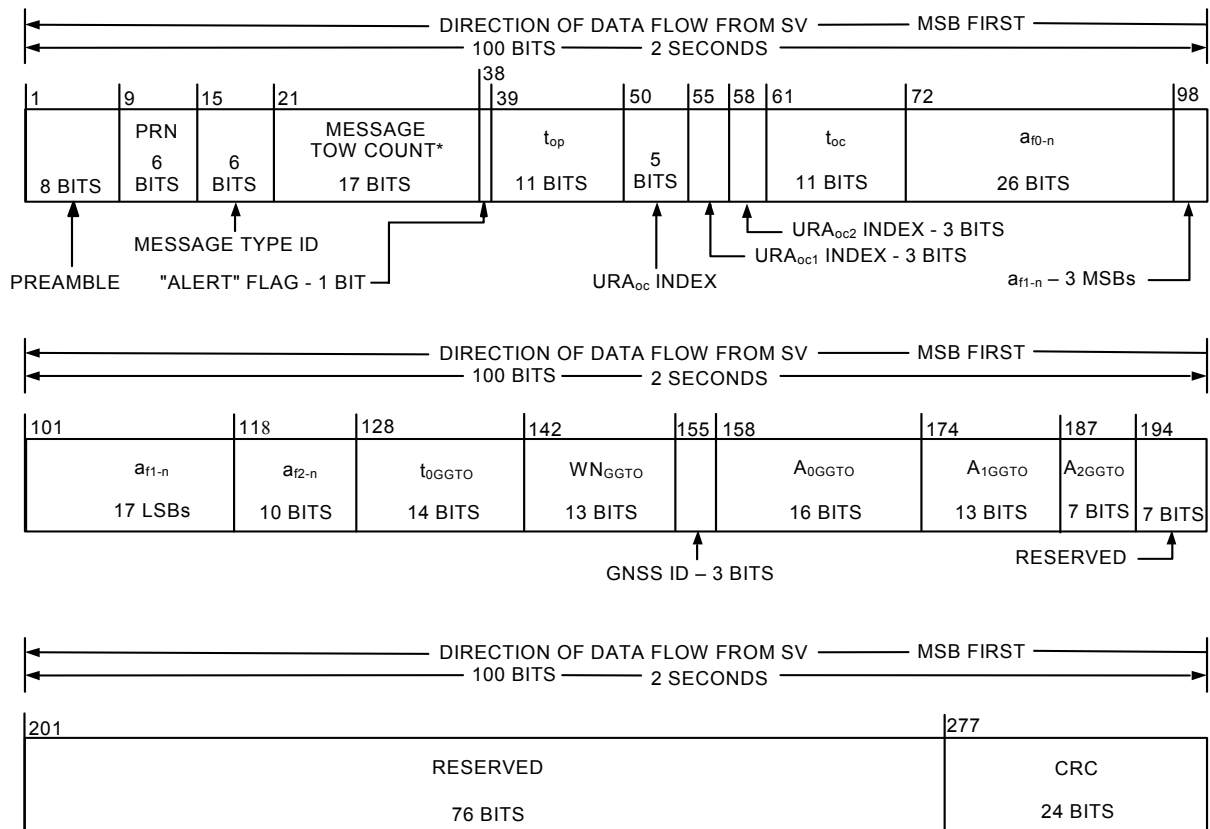 DIRECTION OF DATA FLOW FROM SV MSB FIRST
100 BITS 2 SECONDS
38
1 9 15 21 39 50 55 58 61 72 98
PRN MESSAGE t_op t_oc a_f0-n
TOW COUNT*
6 6 5
8 BITS BITS BITS 17 BITS 11 BITS BITS 11 BITS 26 BITS
URA_oc2 INDEX - 3 BITS
MESSAGE TYPE ID
URA_oc1 INDEX - 3 BITS
PREAMBLE "ALERT" FLAG - 1 BIT URA_oc INDEX a_f1-n – 3 MSBs
DIRECTION OF DATA FLOW FROM SV MSB FIRST
100 BITS 2 SECONDS
101 118 128 142 155 158 174 187 194
a_f1-n a_f2-n t_0GGTO WN_GGTO A_0GGTO A_1GGTO A_2GGTO
17 LSBs 10 BITS 14 BITS 13 BITS 16 BITS 13 BITS 7 BITS 7 BITS
RESERVED
GNSS ID – 3 BITS
DIRECTION OF DATA FLOW FROM SV MSB FIRST
100 BITS 2 SECONDS
201 277
RESERVED CRC
76 BITS 24 BITS